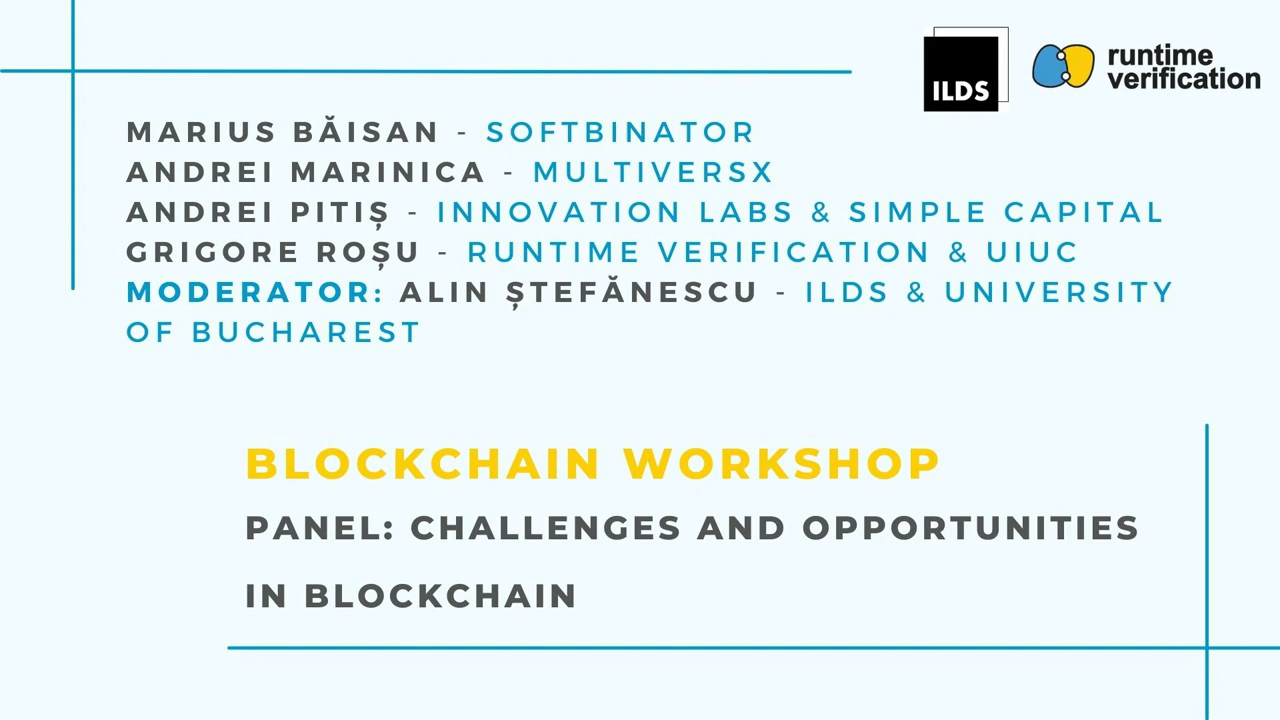 ILDS
runtime
verification
MARIUS BĂISAN - SOFTBINATOR
ANDREI MARINICA - MULTIVERSX
ANDREI PITIȘ - INNOVATION LABS & SIMPLE CAPITAL
GRIGORE ROȘU - RUNTIME VERIFICATION & UIUC
MODERATOR: ALIN ȘTEFĂNESCU - ILDS & UNIVERSITY
OF BUCHAREST
BLOCKCHAIN WORKSHOP
PANEL: CHALLENGES AND OPPORTUNITIES
IN BLOCKCHAIN